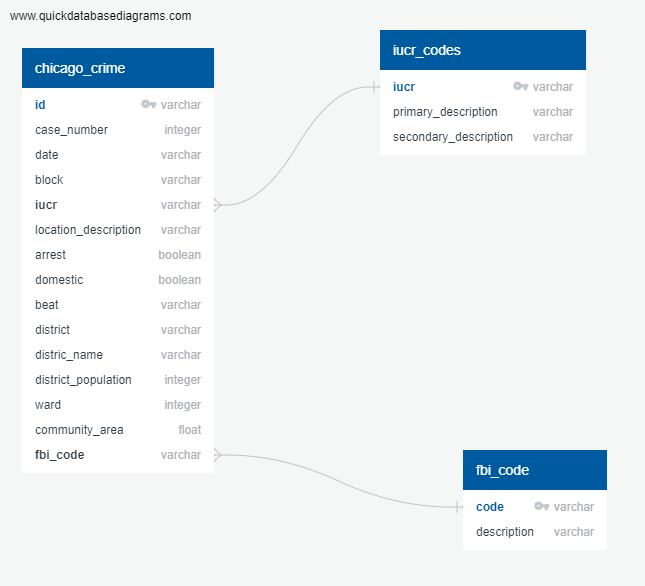 www.quickdatabasediagrams.com
chicago_crime
id varchar
case_number integer
date varchar
block varchar
iucr varchar
location_description varchar
arrest boolean
domestic boolean
beat varchar
district varchar
distric_name varchar
district_population integer
ward integer
community_area float
fbi_code varchar
iucr_codes
iucr varchar
primary_description varchar
secondary_description varchar
fbi_code
code varchar
description varchar